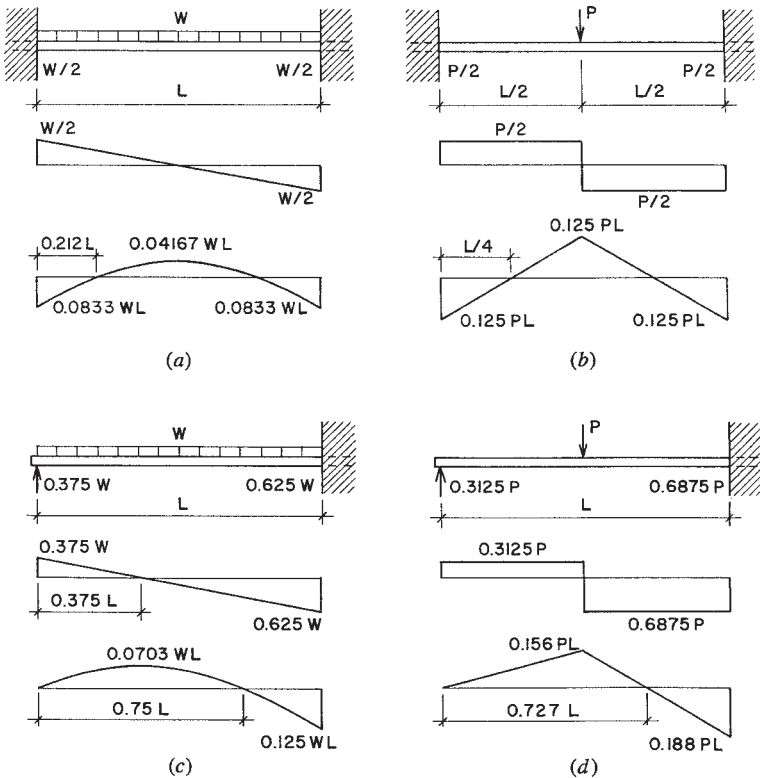 W
W/2 W/2
L
W/2
W/2
0.212 L 0.04167 WL
0.0833 WL 0.0833 WL
(a)
P
P/2 P/2
L/2 L/2
P/2
P/2
0.125 PL
L/4
0.125 PL 0.125 PL
(b)
W
0.375 W 0.625 W
L
0.375 W
0.375 L
0.625 W
0.0703 WL
0.75 L
0.125 WL
(c)
P
0.3125 P 0.6875 P
L
0.3125 P
0.6875 P
0.156 PL
0.727 L
0.188 PL
(d)